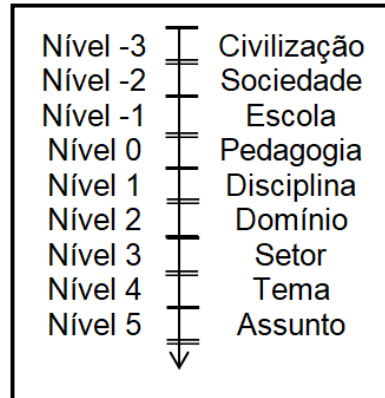 Nível -3 Civilização
Nível -2 Sociedade
Nível -1 Escola
Nível 0 Pedagogia
Nível 1 Disciplina
Nível 2 Domínio
Nível 3 Setor
Nível 4 Tema
Nível 5 Assunto